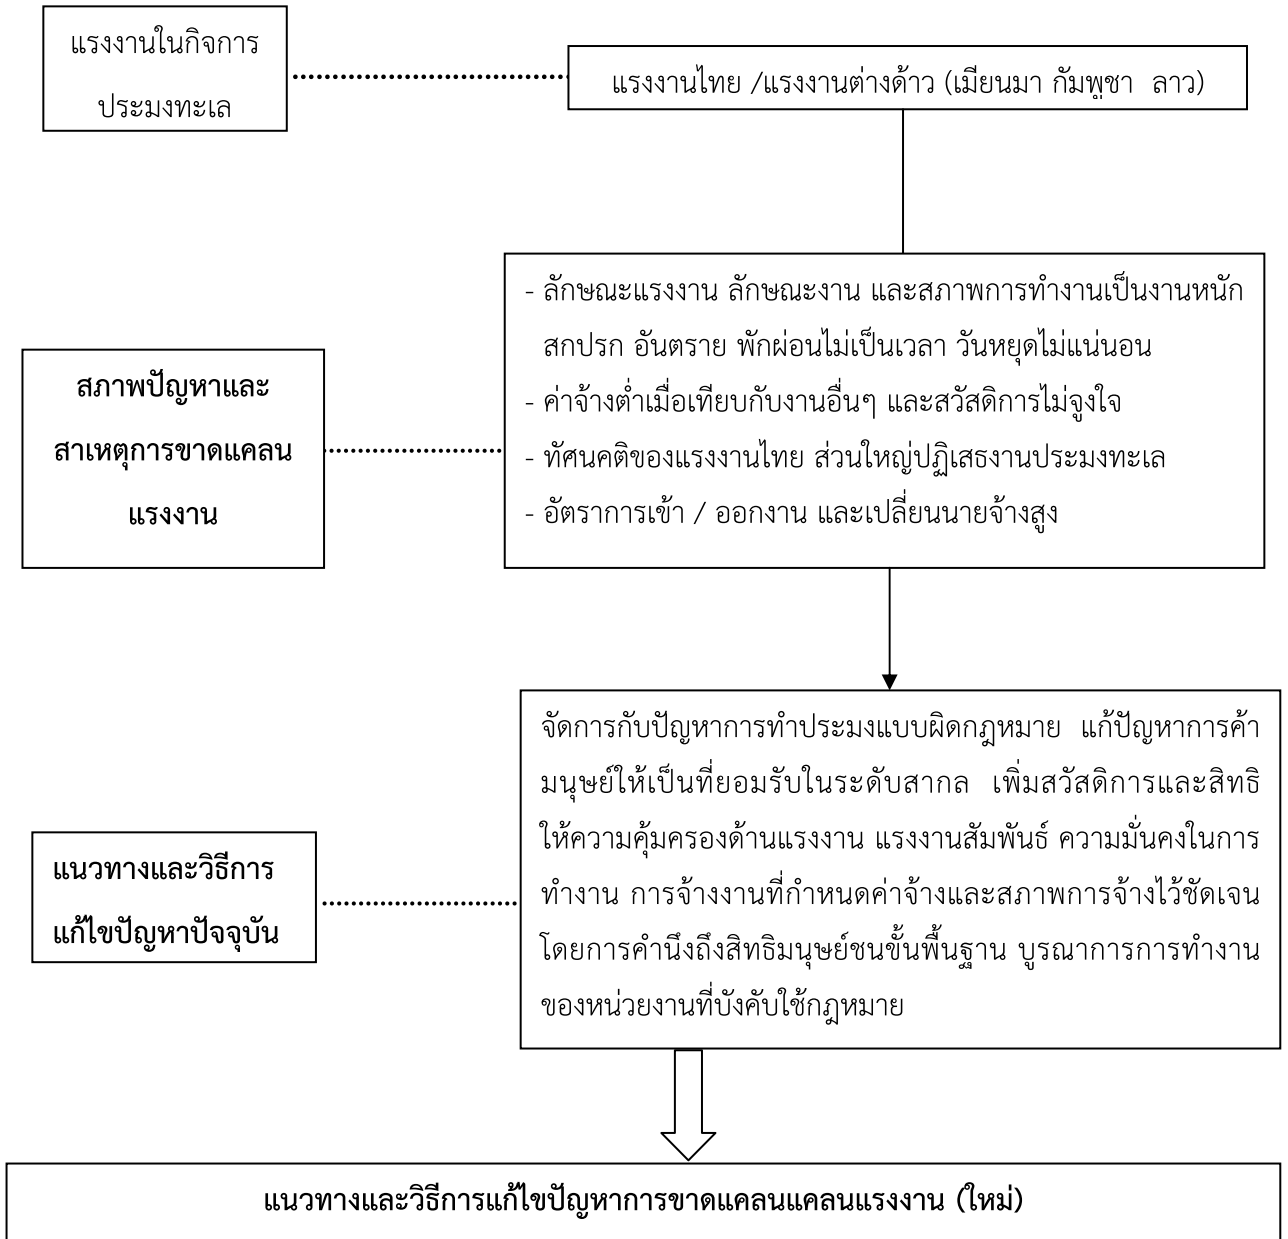 แรงงานในกิจการ
ประมงทะเล
แรงงานไทย /แรงงานต่างด้าว (เมียนมา กัมพูชา ลาว)
- ลักษณะแรงงาน ลักษณะงาน และสภาพการทำงานเป็นงานหนัก
สกปรก อันตราย พักผ่อนไม่เป็นเวลา วันหยุดไม่แน่นอน
- ค่าจ้างต่ำเมื่อเทียบกับงานอื่นๆ และสวัสดิการไม่จูงใจ
- ทัศนคติของแรงงานไทย ส่วนใหญ่ปฏิเสธงานประมงทะเล
- อัตราการเข้า / ออกงาน และเปลี่ยนนายจ้างสูง
สภาพปัญหาและ
สาเหตุการขาดแคลน
แรงงาน
จัดการกับปัญหาการทำประมงแบบผิดกฎหมาย แก้ปัญหาการค้า
มนุษย์ให้เป็นที่ยอมรับในระดับสากล เพิ่มสวัสดิการและสิทธิ
ให้ความคุ้มครองด้านแรงงาน แรงงานสัมพันธ์ ความมั่นคงในการ
ทำงาน การจ้างงานที่กำหนดค่าจ้างและสภาพการจ้างไว้ชัดเจน
โดยการคำนึงถึงสิทธิมนุษย์ชนขั้นพื้นฐาน บูรณาการการทำงาน
ของหน่วยงานที่บังคับใช้กฎหมาย
แนวทางและวิธีการ
แก้ไขปัญหาปัจจุบัน
แนวทางและวิธีการแก้ไขปัญหาการขาดแคลนแคลนแรงงาน (ใหม่)